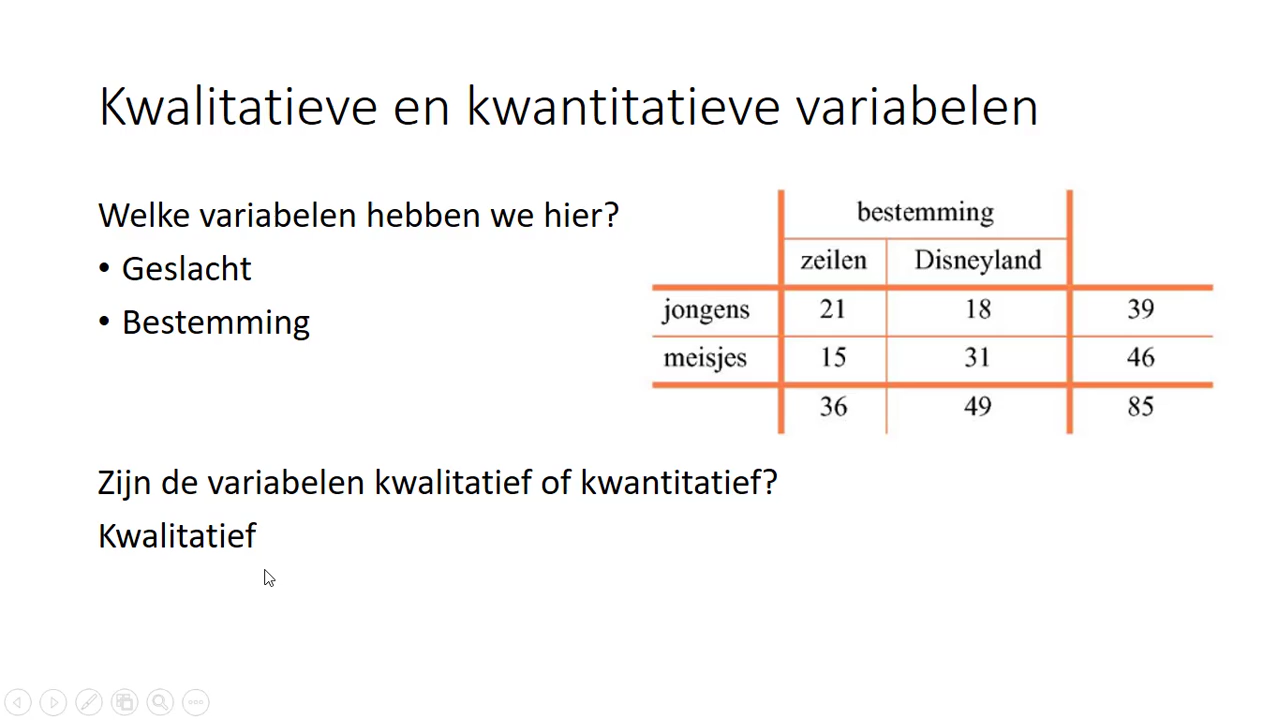 Kwalitatieve en kwantitatieve variabelen
Welke variabelen hebben we hier?
• Geslacht
• Bestemming
bestemming
zeilen Disneyland
jongens 21 18 39
meisjes 15 31 46
36 49 85
Zijn de variabelen kwalitatief of kwantitatief?
Kwalitatief